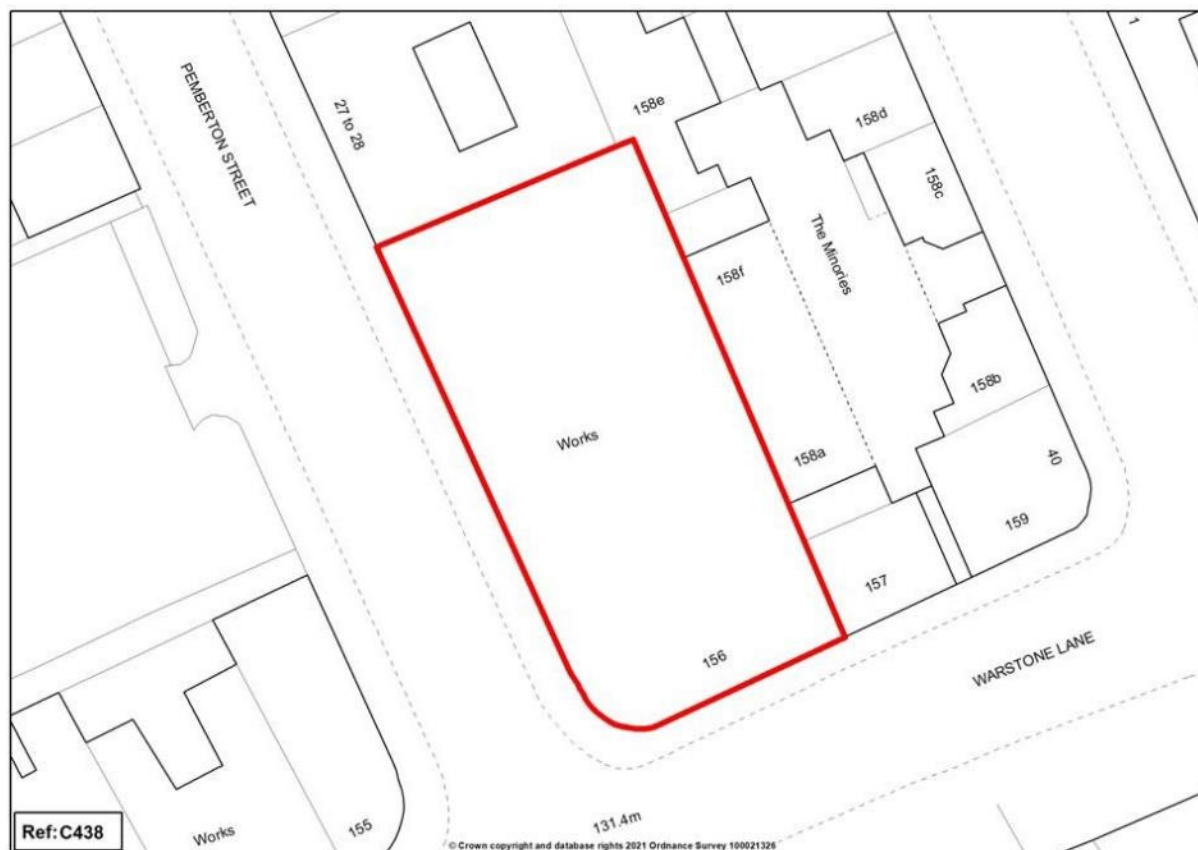 1
PEMBERTON STREET
27 to 28
158e
158d
158c
The Minories
158f
158b
Works
158a
40
159
157
156
WARSTONE LANE
Ref: C438
Works
155
131.4m
© Crown copyright and database rights 2021 Ordnance Survey 100021326